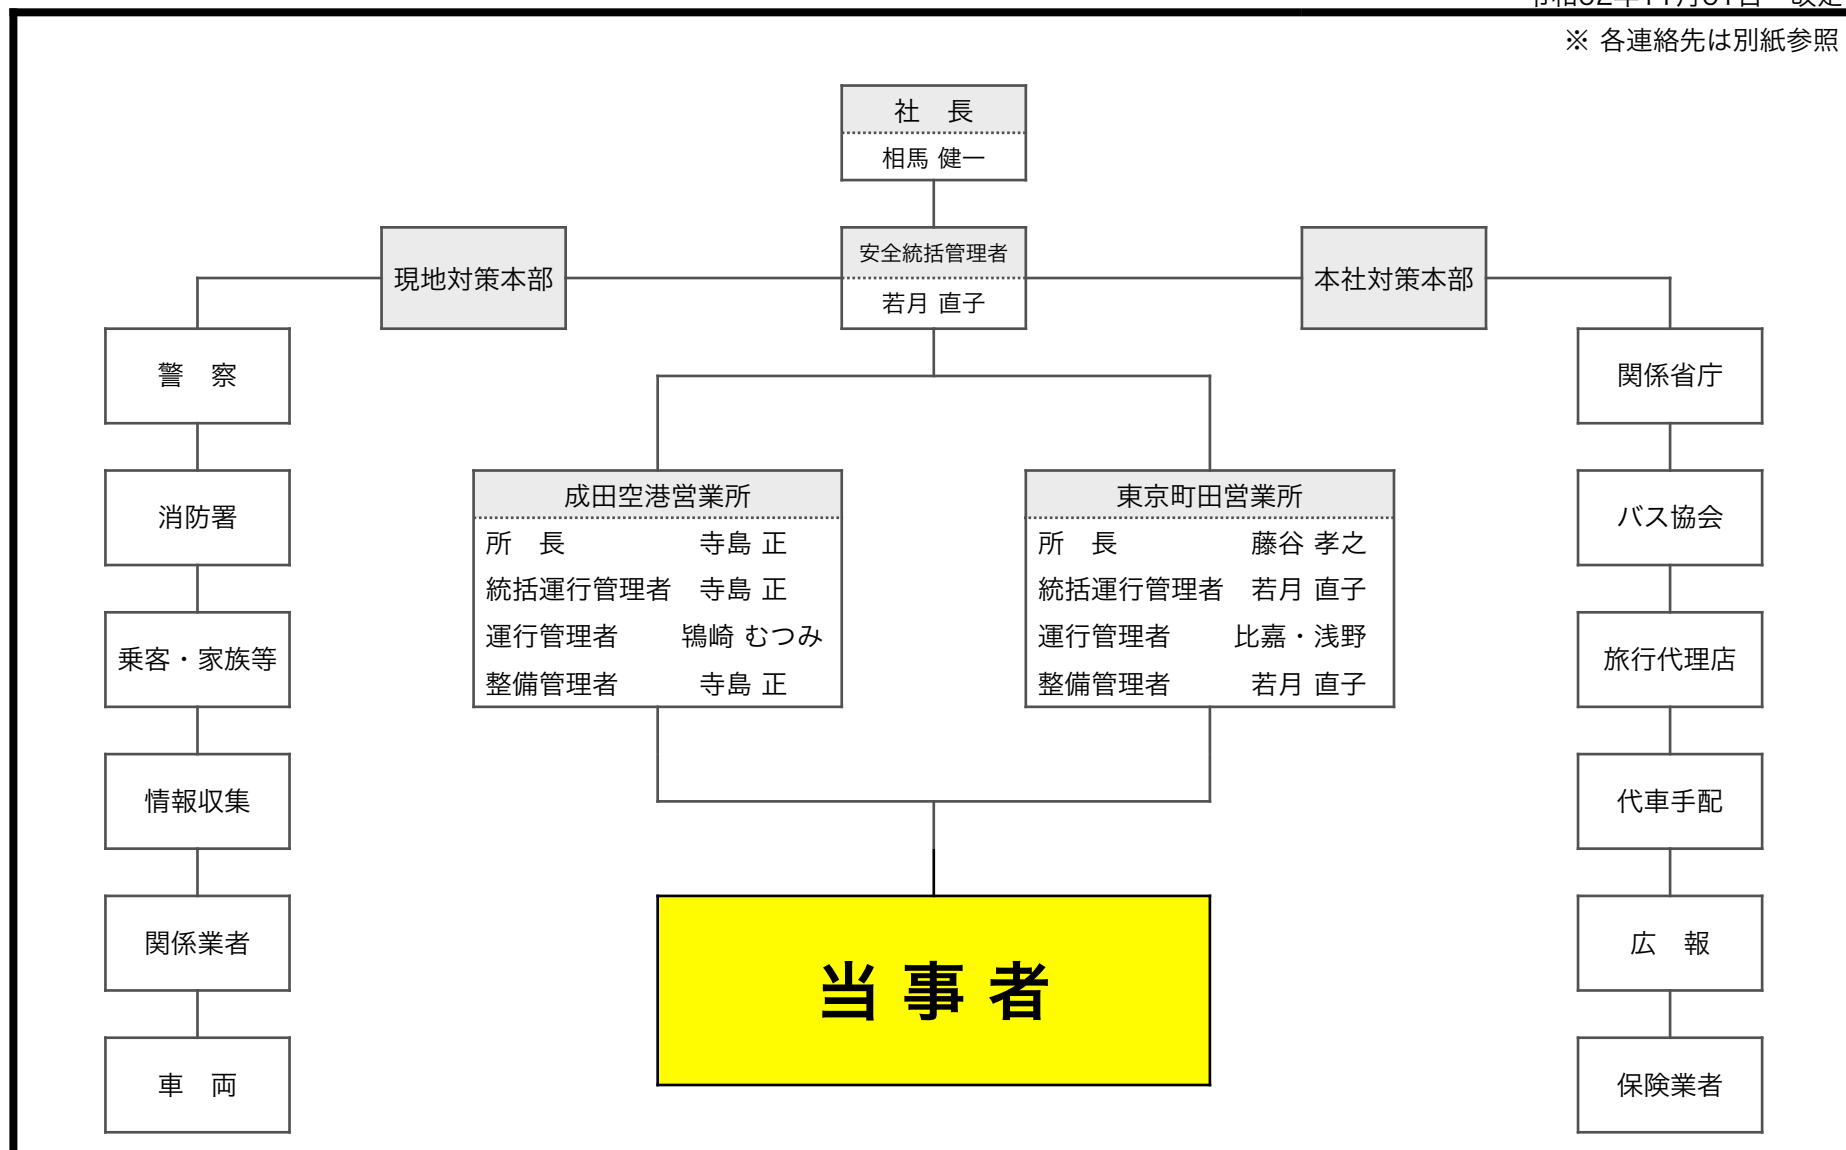 ※ 各連絡先は別紙参照
社　長
相馬 健一
現地対策本部
安全統括管理者
若月 直子
本社対策本部
警　察
消防署
乗客・家族等
情報収集
関係業者
車　両
成田空港営業所
所　長　寺島 正
統括運行管理者　寺島 正
運行管理者　鴇崎 むつみ
整備管理者　寺島 正
東京町田営業所
所　長　藤谷 孝之
統括運行管理者　若月 直子
運行管理者　比嘉・浅野
整備管理者　若月 直子
当事者
関係省庁
バス協会
旅行代理店
代車手配
広　報
保険業者